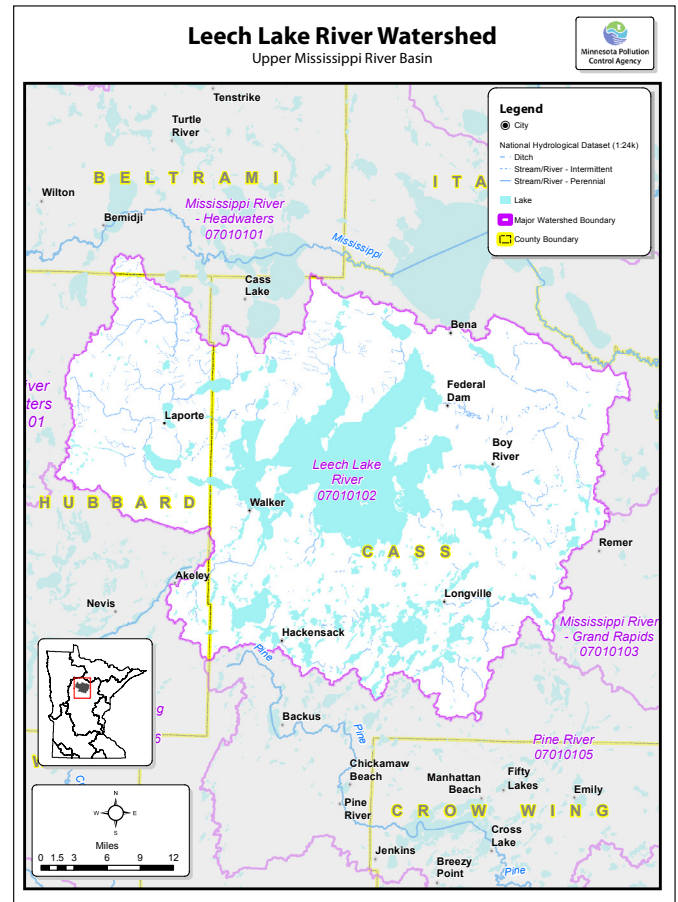 Leech Lake River Watershed
Upper Mississippi River Basin
Minnesota Pollution
Control Agency
Legend
City
National Hydrological Dataset (1:24k)
Ditch
Stream/River - Intermittent
Stream/River - Perennial
Lake
Major Watershed Boundary
County Boundary
Tenstrike
Turtle
River
BELTRAMI
ITA
Wilton
Mississippi River
- Headwaters
07010101
Bemidji
Mississippi
Cass
Lake
Bena
iver
ters
01
Federal
Dam
Laporte
Boy
River
Leech Lake
River
07010102
HUBBARD
Walker
CASS
Remer
Akeley
Nevis
Longville
Mississippi River
- Grand Rapids
07010103
Hackensack
Pine
g
6
Backus
Pine
Pine River
07010105
Chickamaw
Beach
Manhattan
Beach
Fifty
Lakes
Emily
Pine
River
CROW WING
Cross
Lake
Jenkins
Breezy
Point
Pine
N
W
E
S
Miles
0 1.5 3 6 9 12